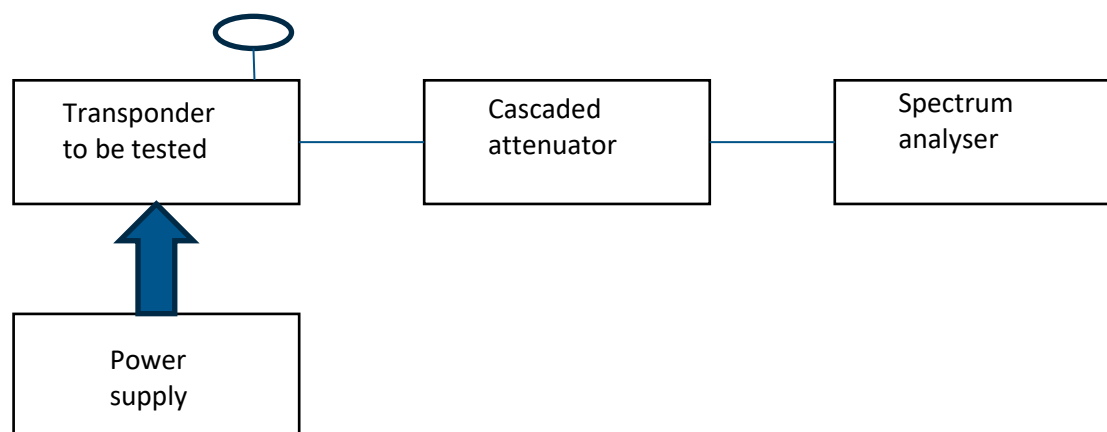 Transponder
to be tested
Cascaded
attenuator
Spectrum
analyser
Power
supply